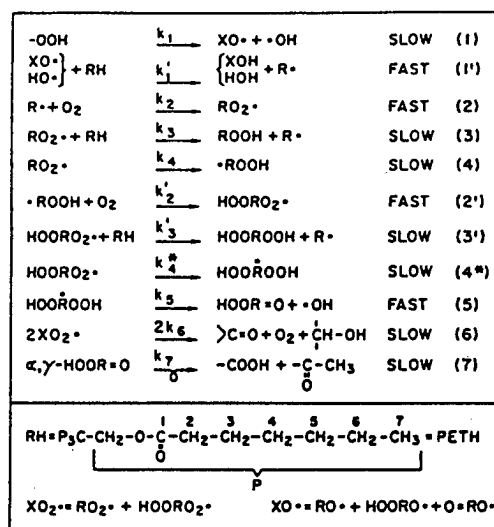 -OOH k₁ XO• + •OH SLOW (1)
XO• HO•} + RH k₁' {XOH HOH + R• FAST (1')
R• + O₂ k₂ RO₂• FAST (2)
RO₂• + RH k₃ ROOH + R• SLOW (3)
RO₂• k₄ •ROOH SLOW (4)
•ROOH + O₂ k₂' HOORO₂• FAST (2')
HOORO₂• + RH k₃' HOOROOH + R• SLOW (3')
HOORO₂• k₄* HOOṘOOH SLOW (4*)
HOOṘOOH k₅ HOOR=O + •OH FAST (5)
2XO₂• 2k₆ >C=O + O₂ + -CH-OH SLOW (6)
α,γ-HOOR=O k₇ -COOH + -C-CH₃ SLOW (7)
O O
1 2 3 4 5 6 7
RH=P₃C-CH₂-O-C-CH₂-CH₂-CH₂-CH₂-CH₂-CH₃=PETH
O
P
XO₂•=RO₂• + HOORO₂• XO•=RO• + HOORO• + O=RO•